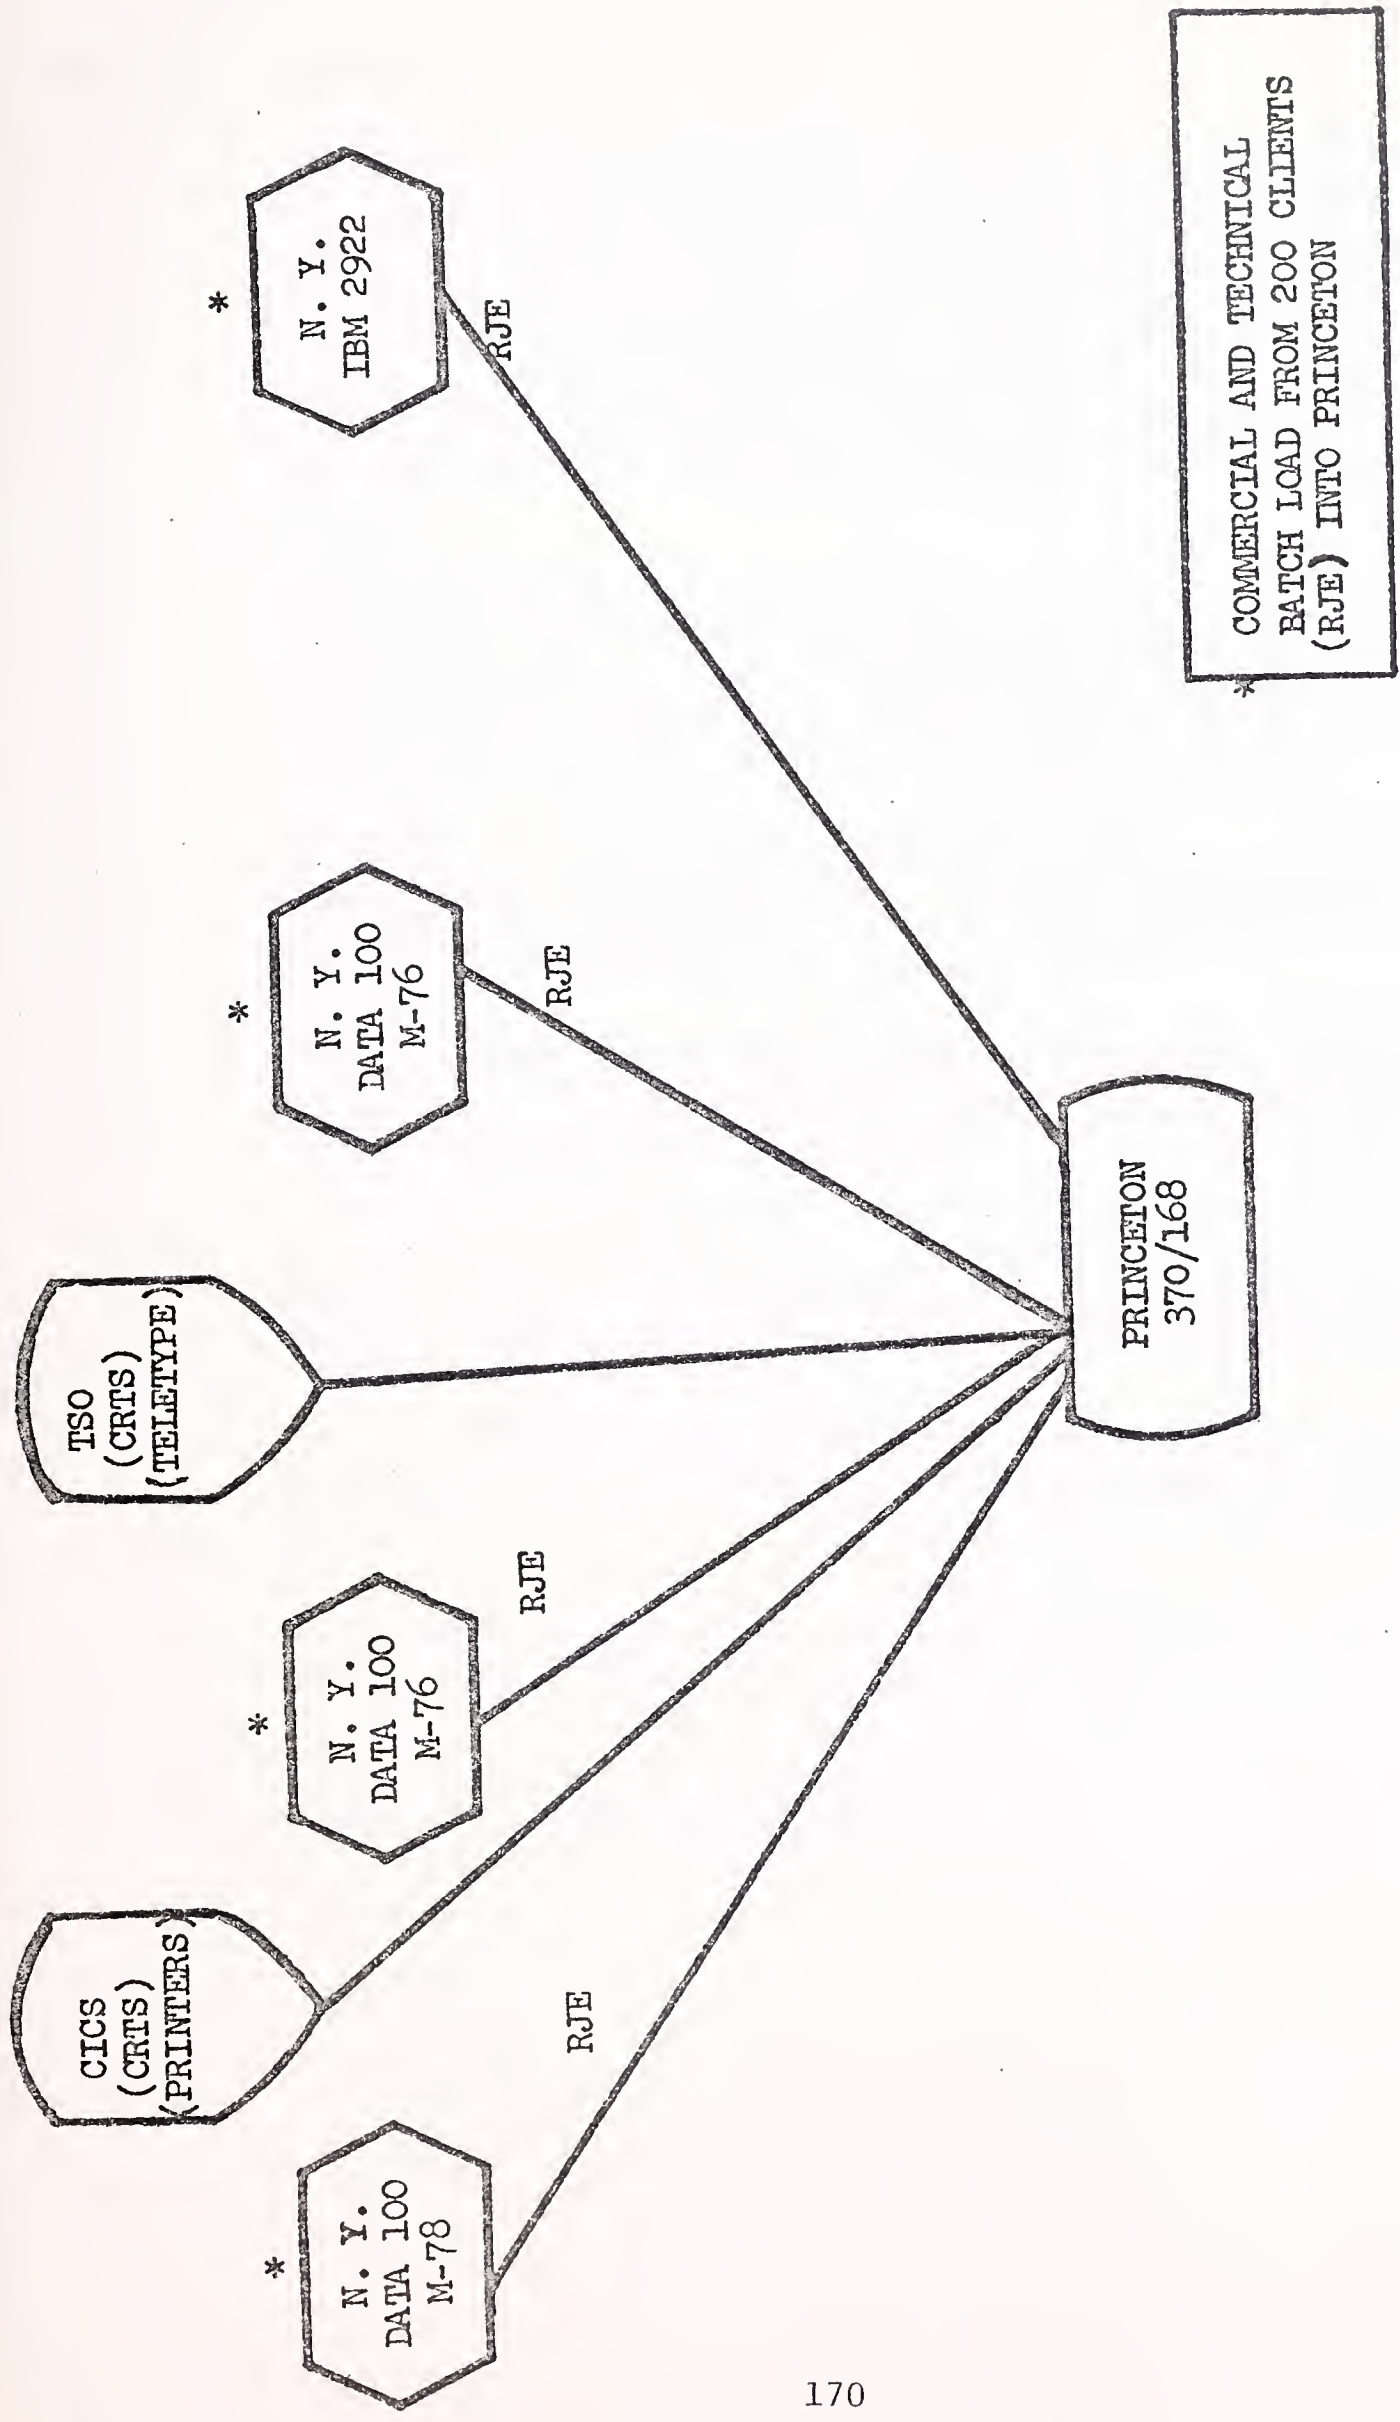 CICS
(CRTS)
(PRINTERS)
TSO
(CRTS)
(TELETYPE)
*
N. Y.
DATA 100
M-78
RJE
*
N. Y.
DATA 100
M-76
RJE
*
N. Y.
DATA 100
M-76
RJE
*
N. Y.
IBM 2922
RJE
PRINCETON
370/168
* COMMERCIAL AND TECHNICAL
BATCH LOAD FROM 200 CLIENTS
(RJE) INTO PRINCETON
170